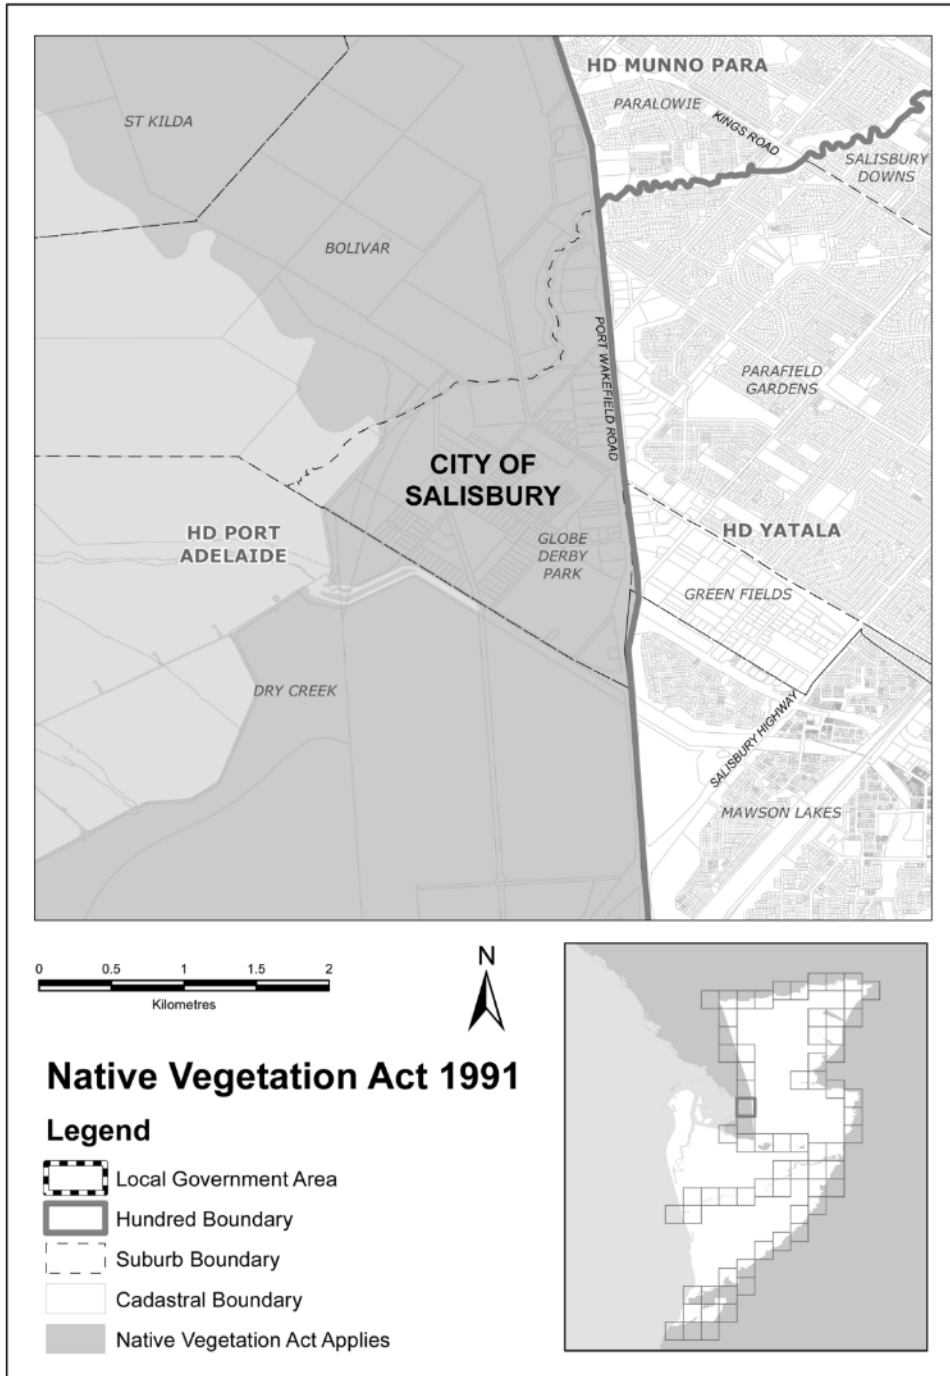 HD MUNNO PARA
PARALOWIE
KINGS ROAD
ST KILDA
SALISBURY
DOWNS
BOLIVAR
PORT WAKEFIELD ROAD
PARAFIELD
GARDENS
CITY OF
SALISBURY
HD PORT
ADELAIDE
GLOBE
DERBY
PARK
HD YATALA
GREEN FIELDS
DRY CREEK
SALISBURY HIGHWAY
MAWSON LAKES
0 0.5 1 1.5 2
Kilometres
N
Native Vegetation Act 1991
Legend
Local Government Area
Hundred Boundary
Suburb Boundary
Cadastral Boundary
Native Vegetation Act Applies